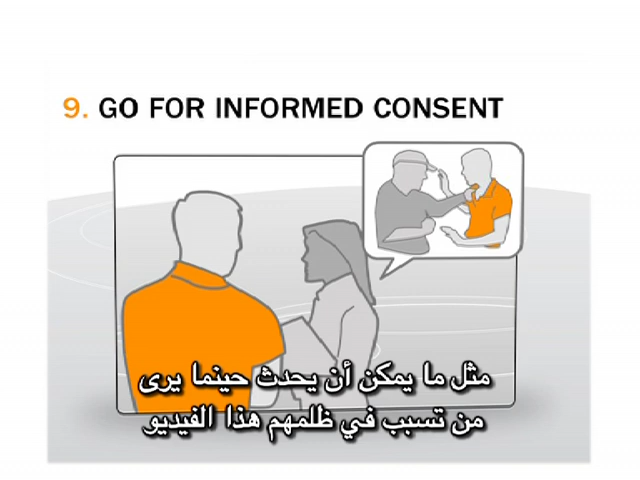 9. GO FOR INFORMED CONSENT
مثل ما يمكن أن يحدث حينما يرى
من تسبب في ظلمهم هذا الفيديو